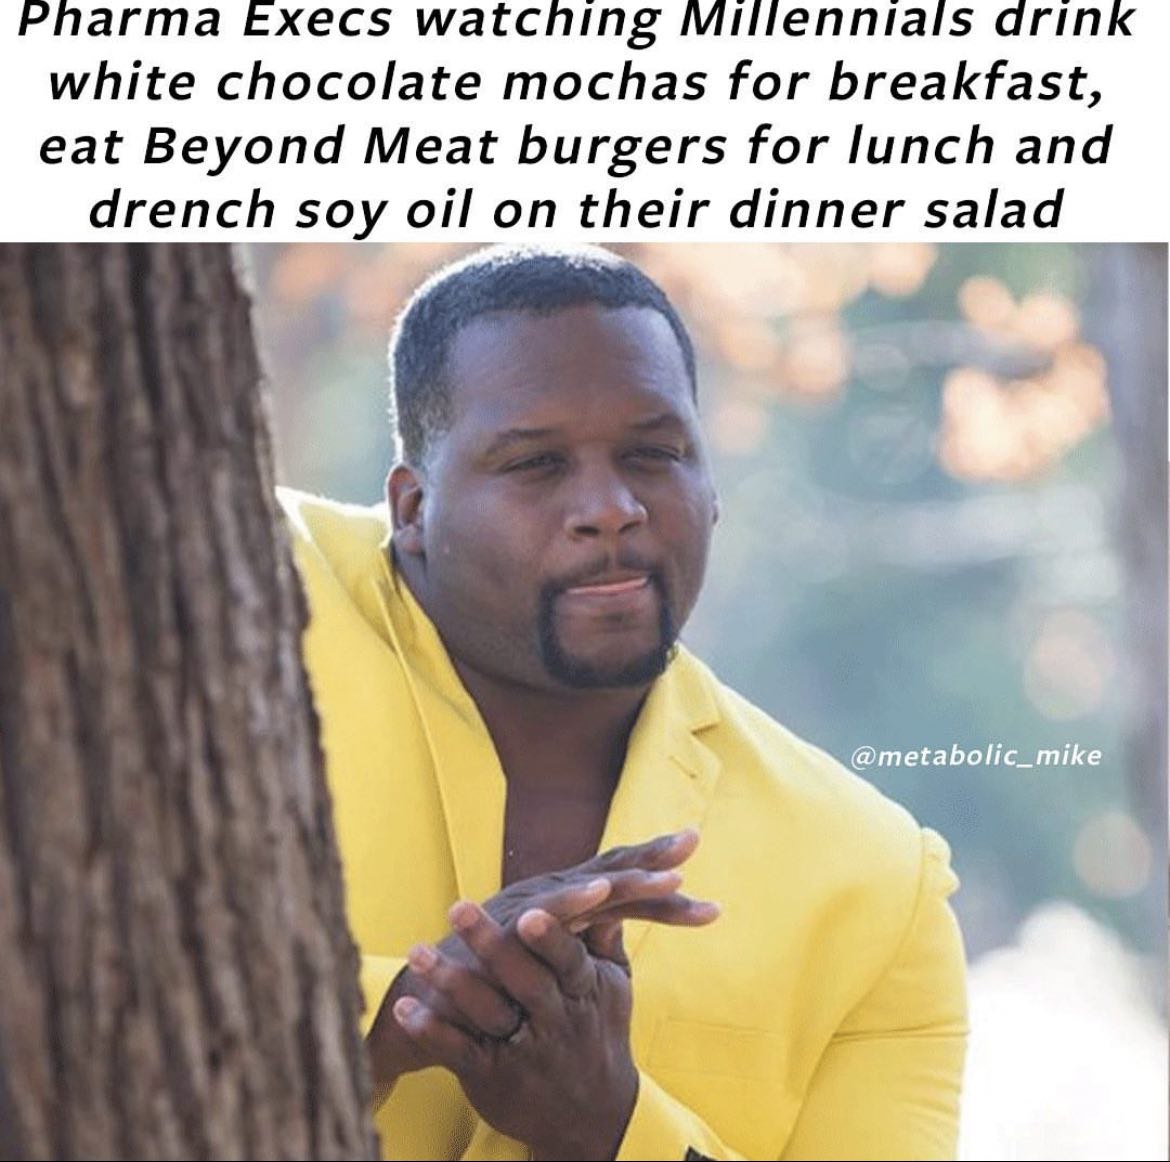 Pharma Execs watching Millennials drink
white chocolate mochas for breakfast,
eat Beyond Meat burgers for lunch and
drench soy oil on their dinner salad
@metabolic_mike